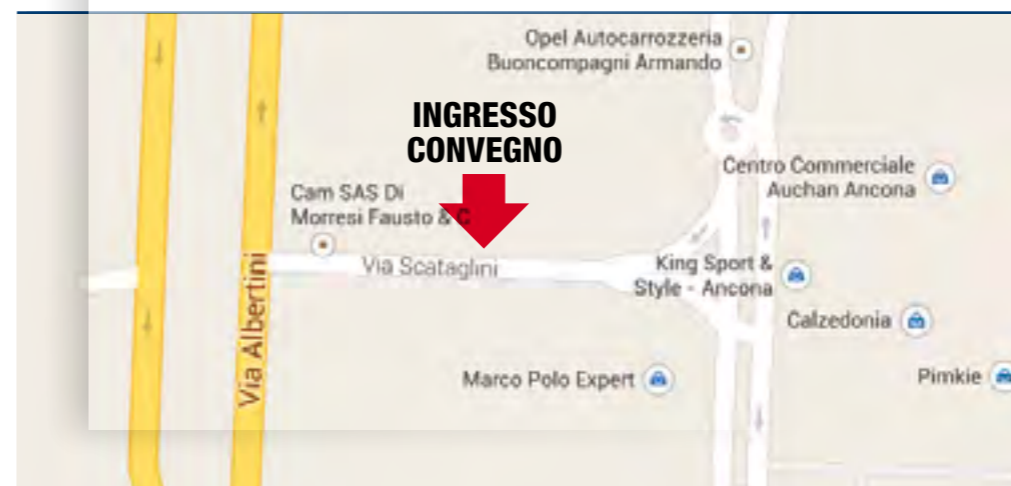 Opel Autocarrozzeria
Buoncompagni Armando
INGRESSO
CONVEGNO
Centro Commerciale
Auchan Ancona
Cam SAS Di
Morresi Fausto & C
Via Scataglini
King Sport &
Style - Ancona
Via Albertini
Calzedonia
Marco Polo Expert
Pimkie